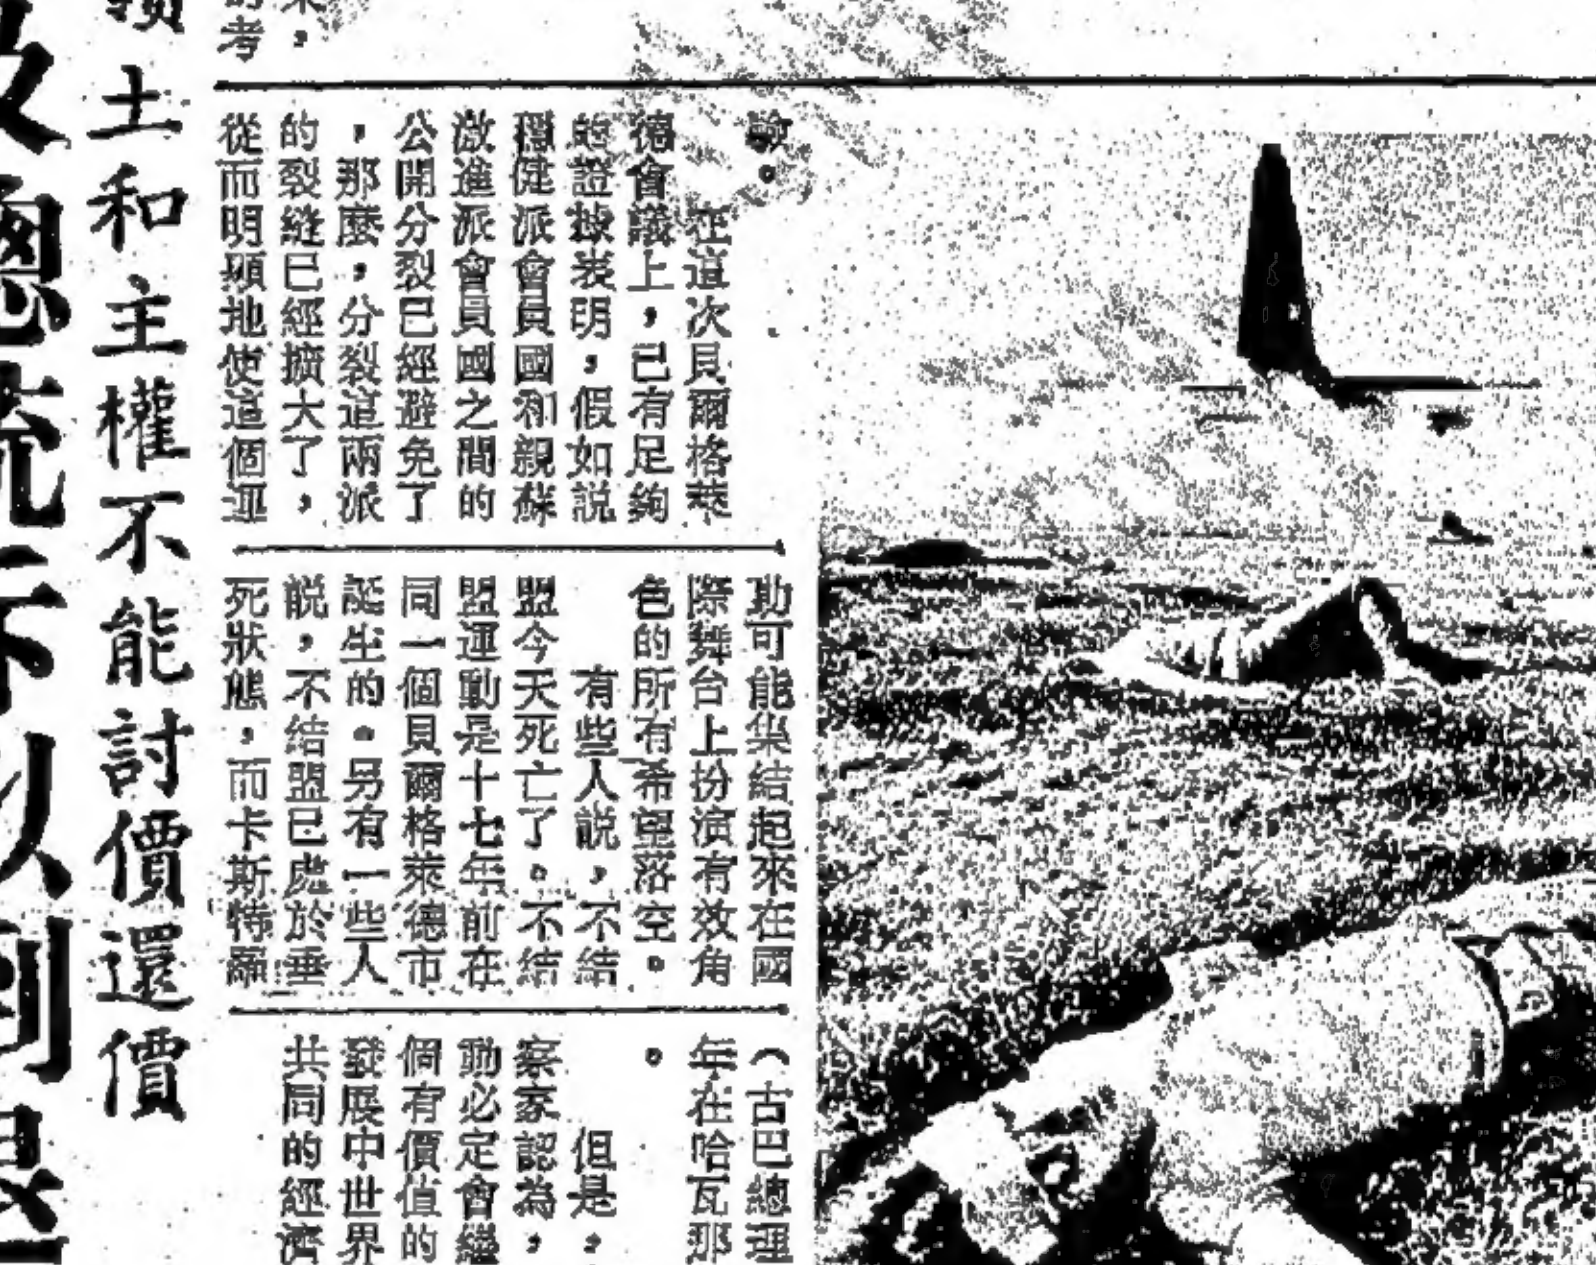 驗。
在這次貝爾格萊
德會議上，已有足夠
的證據表明，假如説
穩健派會員國和親蘇
激進派會員國之間的
公開分裂已經避免了
，那麼，分裂這兩派
的裂縫已經擴大了，
從而明顯地使這個運
動可能集結起來在國
際舞台上扮演有效角
色的所有希望落空。
有些人説，不結
盟今天死亡了。不結
盟運動是十七年前在
同一個貝爾格萊德市
誕生的。另有一些人
説，不結盟已處於垂
死狀態，而卡斯特羅
（古巴總理
年在哈瓦那
。
但是，
察家認為，
動必定會繼
個有價值的
發展中世界
共同的經濟
，
考
土和主權不能討價還價